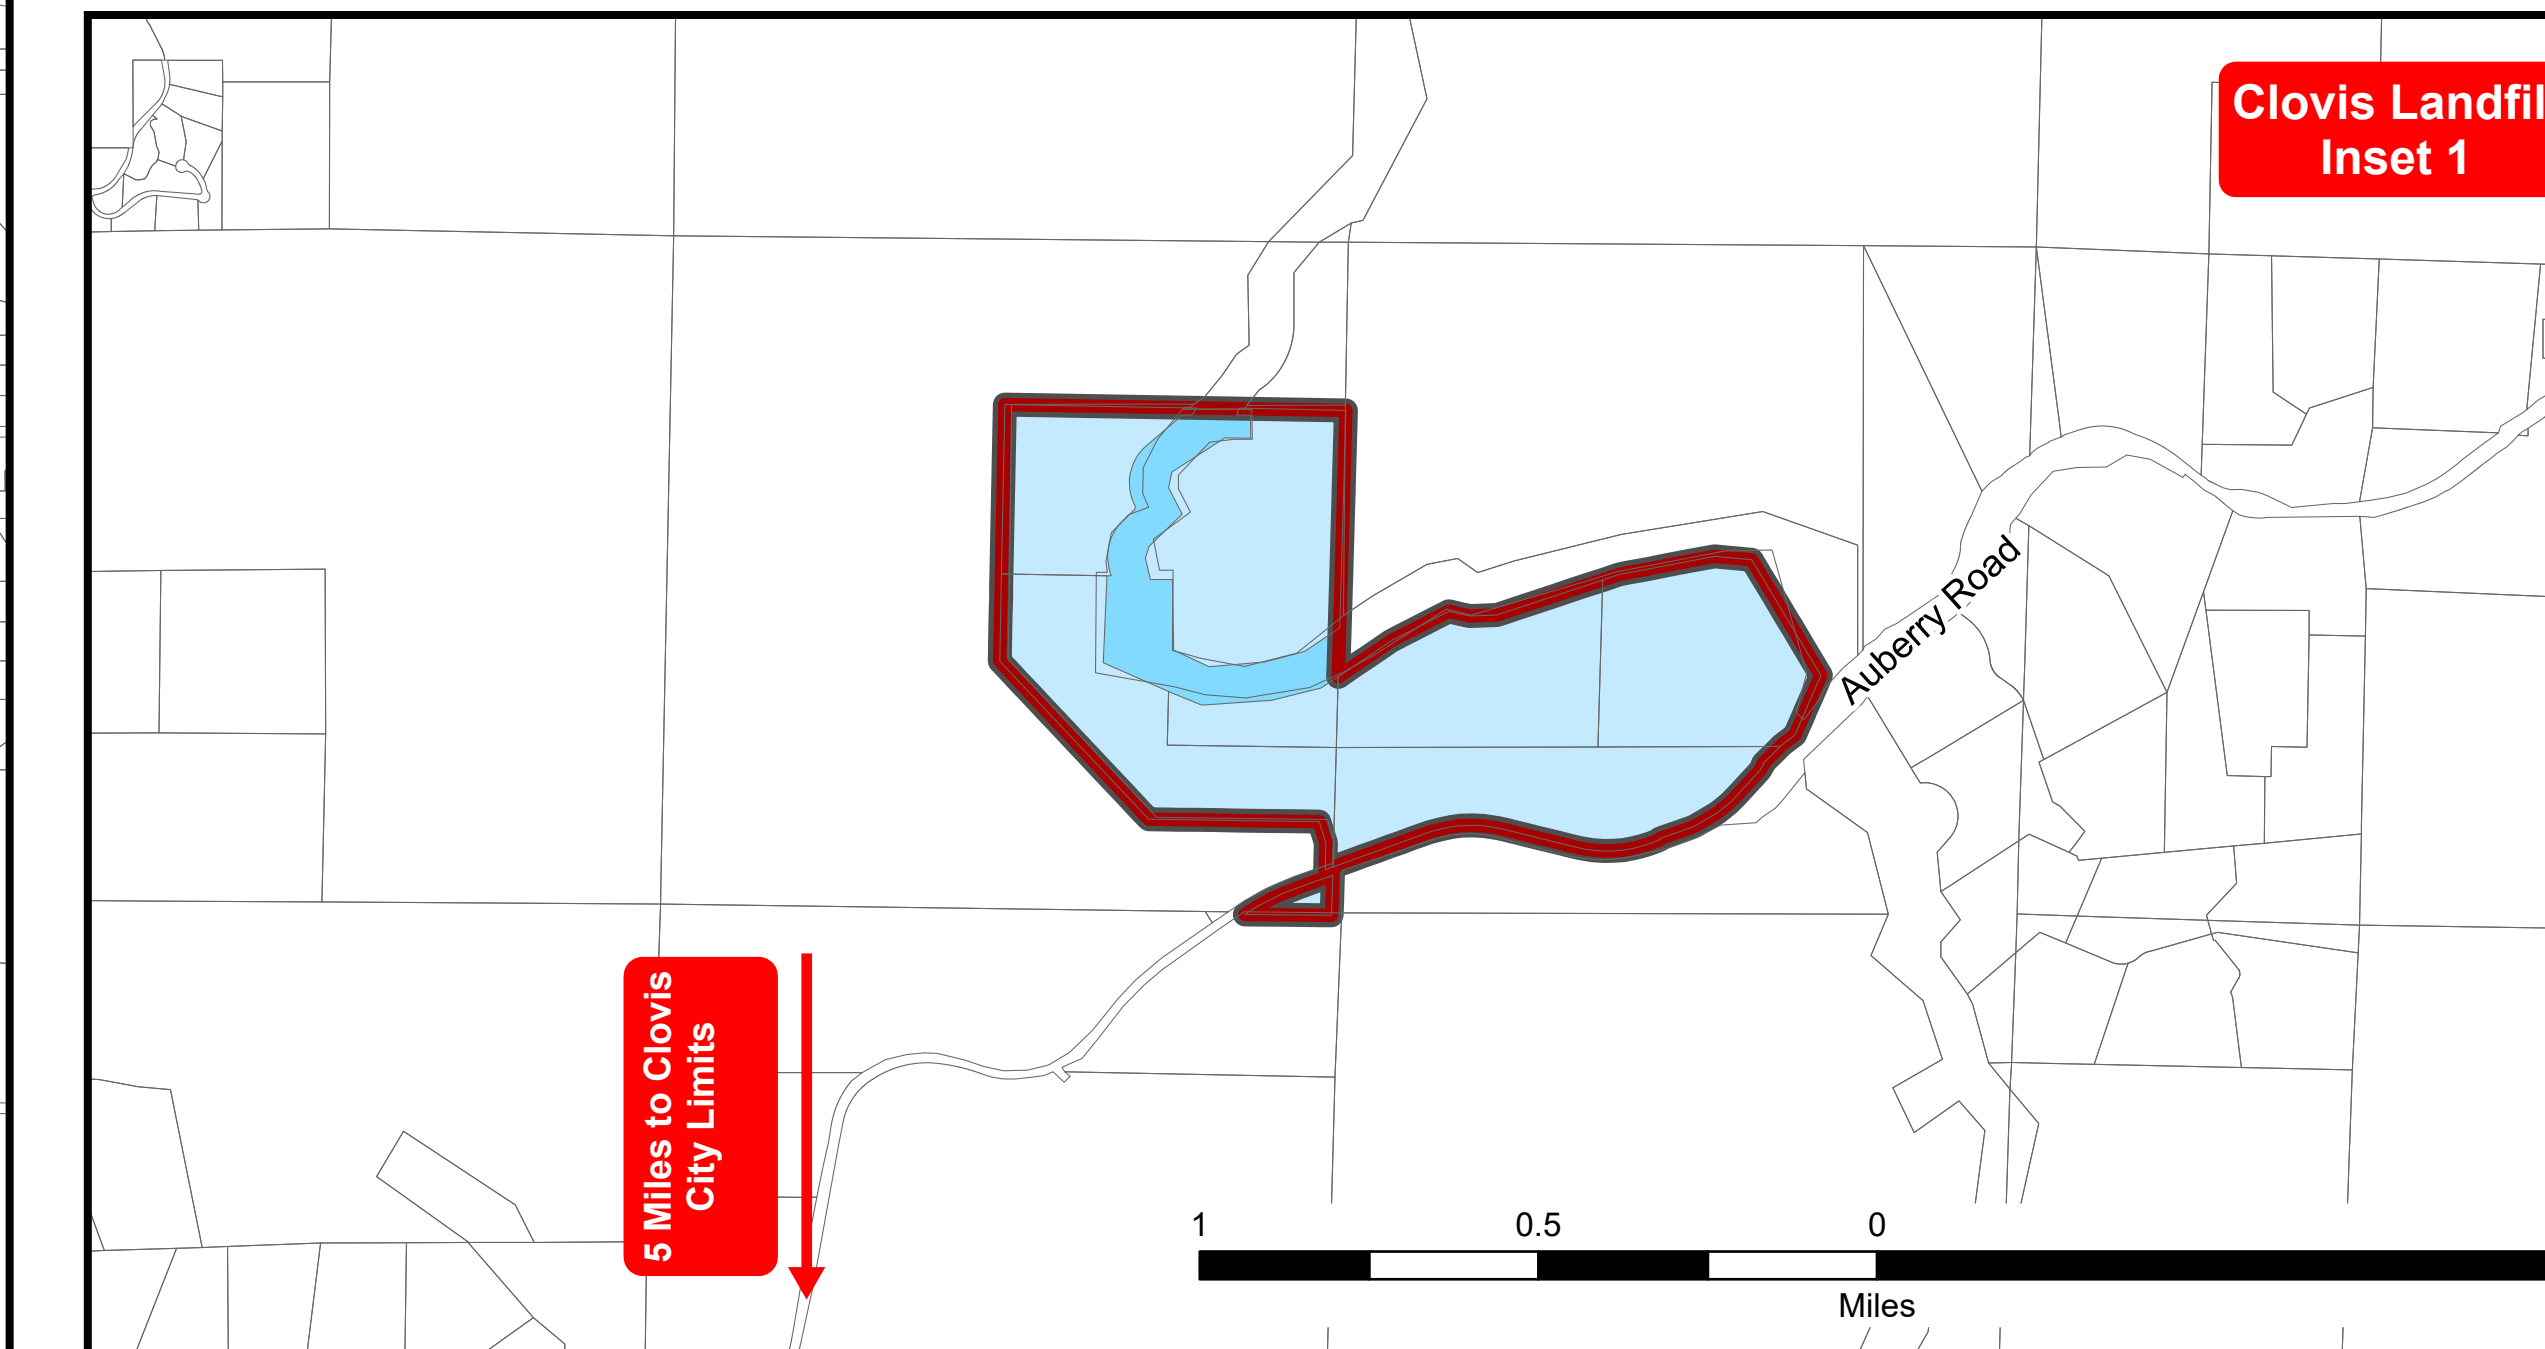 Clovis Landfil
Inset 1
Auberry Road
5 Miles to Clovis
City Limits
1 0.5 0
Miles